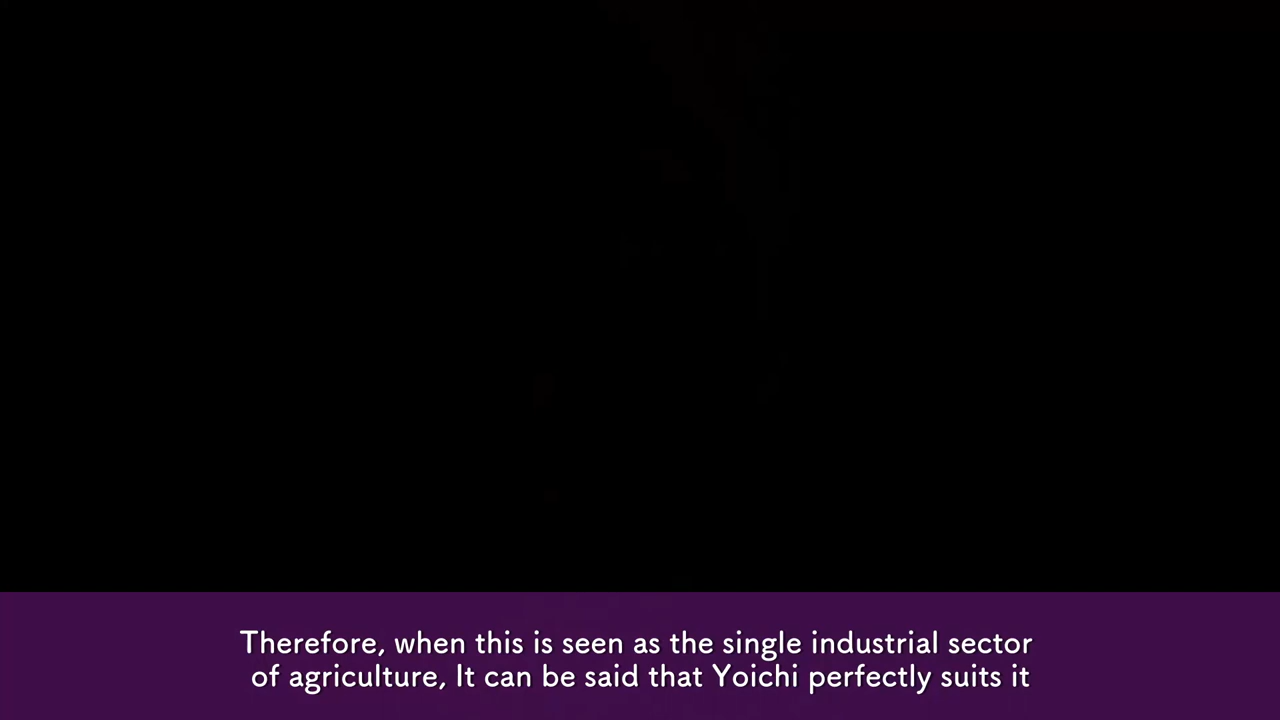 Therefore, when this is seen as the single industrial sector
of agriculture, It can be said that Yoichi perfectly suits it